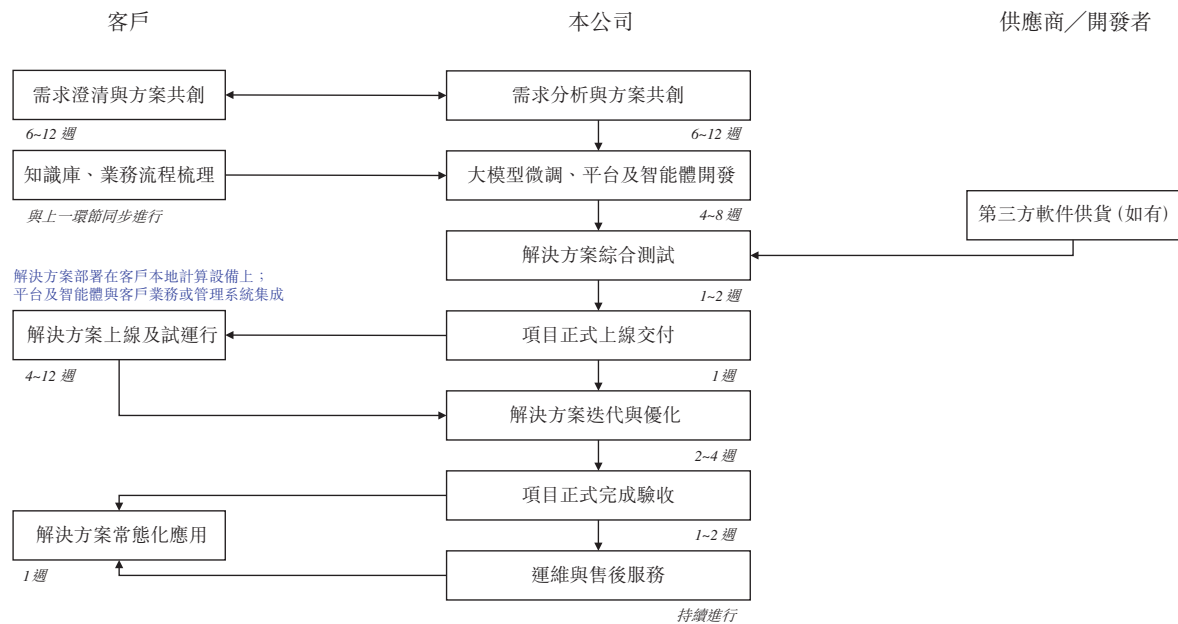 客戶
本公司
供應商／開發者
需求澄清與方案共創
需求分析與方案共創
6~12 週
6~12 週
知識庫、業務流程梳理
大模型微調、平台及智能體開發
與上一環節同步進行
4~8 週
第三方軟件供貨（如有）
解決方案綜合測試
解決方案部署在客戶本地計算設備上；
平台及智能體與客戶業務或管理系統集成
1~2 週
解決方案上線及試運行
項目正式上線交付
4~12 週
1週
解決方案迭代與優化
2~4 週
項目正式完成驗收
解決方案常態化應用
1~2 週
1週
運維與售後服務
持續進行